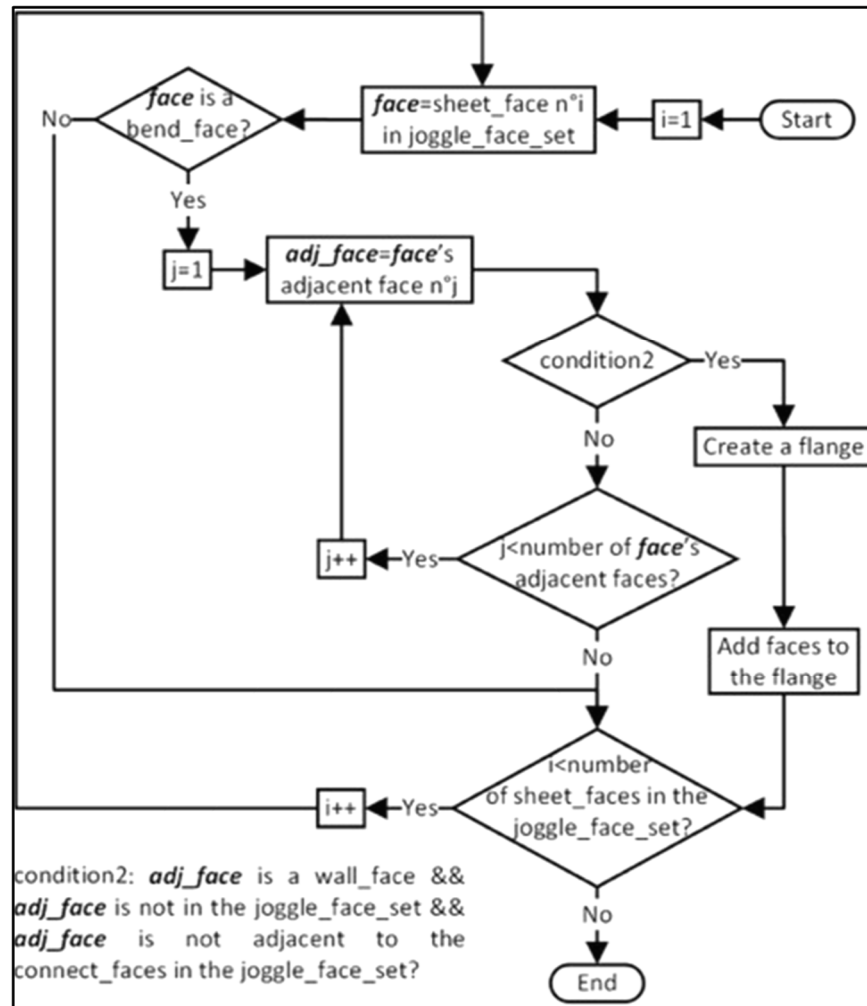 Start
i=1
face=sheet_face n°i
in joggle_face_set
face is a
bend_face?
No
Yes
j=1
adj_face=face's
adjacent face n°j
condition2
Yes
No
Create a flange
j<number of face's
adjacent faces?
Yes
j++
No
Add faces to
the flange
i<number
of sheet_faces in the
joggle_face_set?
Yes
i++
No
End
condition2: adj_face is a wall_face &&
adj_face is not in the joggle_face_set &&
adj_face is not adjacent to the
connect_faces in the joggle_face_set?